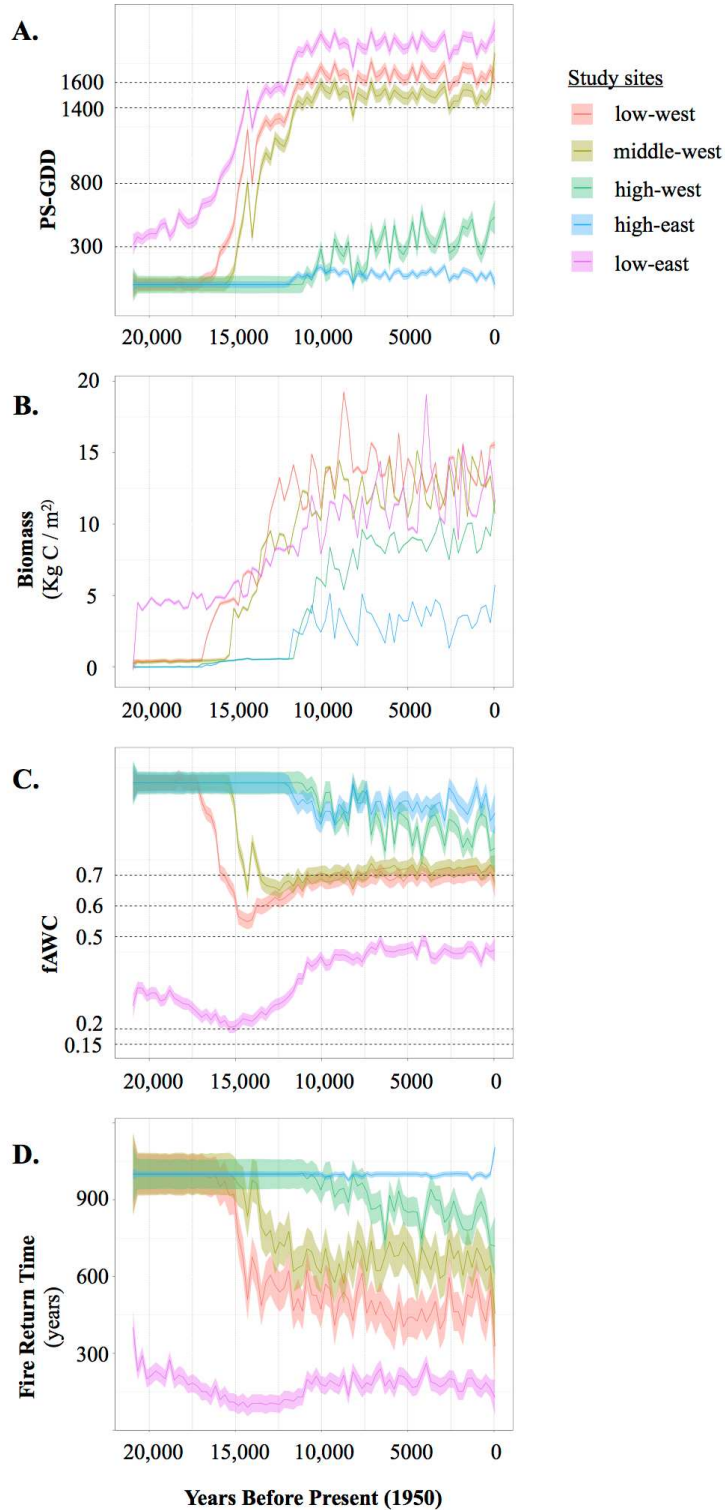 A.
PS-GDD
1600
1400
800
300
20,000 15,000 10,000 5000 0
Study sites
low-west
middle-west
high-west
high-east
low-east
B.
Biomass
(Kg C / m²)
20
15
10
5
0
20,000 15,000 10,000 5000 0
C.
fAWC
0.7
0.6
0.5
0.2
0.15
20,000 15,000 10,000 5000 0
D.
Fire Return Time
(years)
900
600
300
20,000 15,000 10,000 5000 0
Years Before Present (1950)